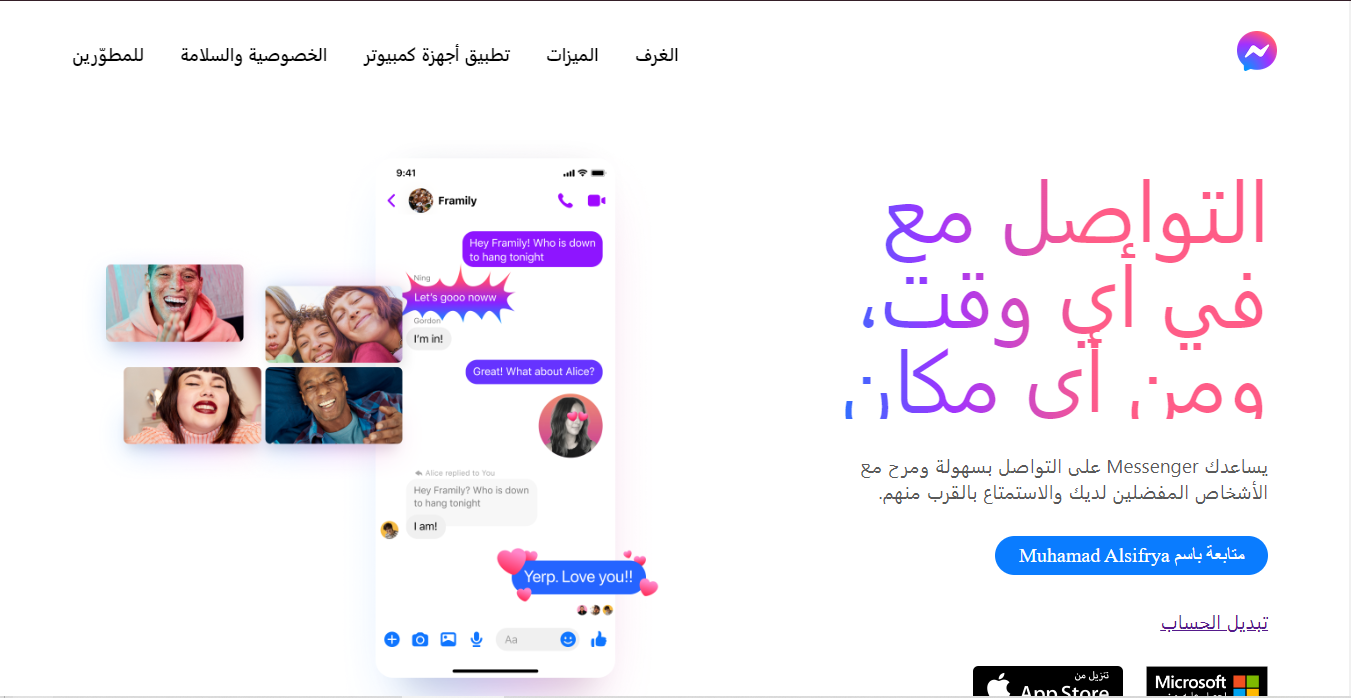 الغرف
الميزات
تطبيق أجهزة كمبيوتر
الخصوصية والسلامة
للمطوّرين
التواصل مع
في أي وقت،
ومن أي مكان
يساعدك Messenger على التواصل بسهولة ومرح مع
الأشخاص المفضلين لديك والاستمتاع بالقرب منهم.
متابعة باسم Muhamad Alsifrya
تبديل الحساب
Microsoft
تنزيل من
App Store
9:41
Framily
Hey Framily! Who is down
to hang tonight
Ning
Let's gooo noww
Gordon
I'm in!
Great! What about Alice?
Alice replied to You
Hey Framily? Who is down
to hang tonight
I am!
Yerp. Love you!!
Aa